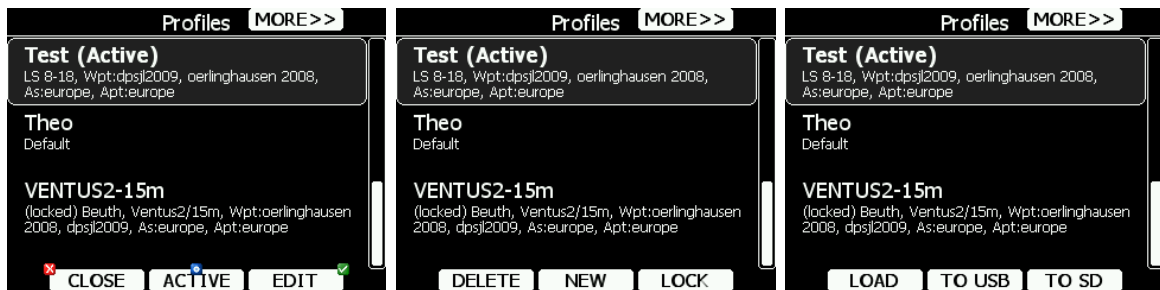 Profiles MORE>>
Test (Active)
LS 8-18, Wpt:dpsjl2009, oerlinghausen 2008,
As:europe, Apt:europe
Theo
Default
VENTUS2-15m
(locked) Beuth, Ventus2/15m, Wpt:oerlinghausen
2008, dpsjl2009, As:europe, Apt:europe
CLOSE ACTIVE EDIT
Profiles MORE>>
Test (Active)
LS 8-18, Wpt:dpsjl2009, oerlinghausen 2008,
As:europe, Apt:europe
Theo
Default
VENTUS2-15m
(locked) Beuth, Ventus2/15m, Wpt:oerlinghausen
2008, dpsjl2009, As:europe, Apt:europe
DELETE NEW LOCK
Profiles MORE>>
Test (Active)
LS 8-18, Wpt:dpsjl2009, oerlinghausen 2008,
As:europe, Apt:europe
Theo
Default
VENTUS2-15m
(locked) Beuth, Ventus2/15m, Wpt:oerlinghausen
2008, dpsjl2009, As:europe, Apt:europe
LOAD TO USB TO SD